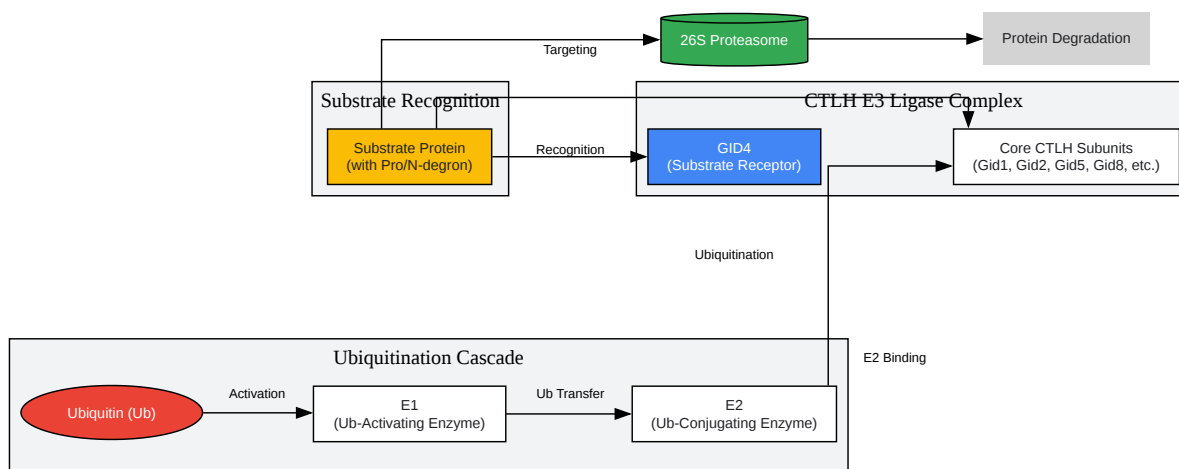 26S Proteasome
Protein Degradation
Targeting
Substrate Recognition
CTLH E3 Ligase Complex
Substrate Protein
(with Pro/N-degron)
Recognition
GID4
(Substrate Receptor)
Core CTLH Subunits
(Gid1, Gid2, Gid5, Gid8, etc.)
Ubiquitination
Ubiquitination Cascade
E2 Binding
Ubiquitin (Ub)
Activation
E1
(Ub-Activating Enzyme)
Ub Transfer
E2
(Ub-Conjugating Enzyme)